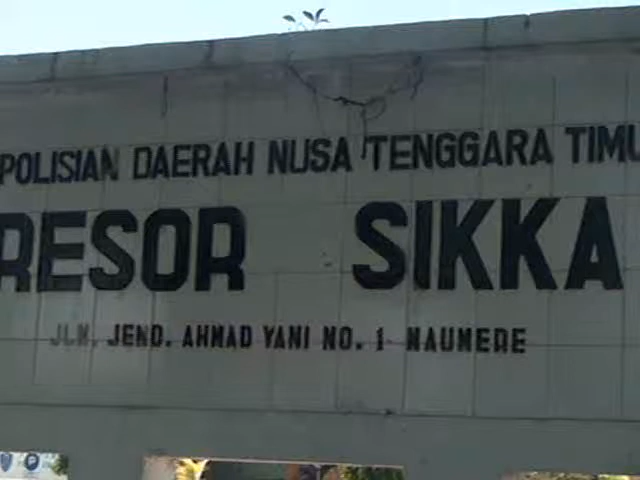 POLISIAN DAERAH NUSA TENGGARA TIMU
RESOR SIKKA
JLN. JEND. AHMAD YANI NO. 1 MAUMERE